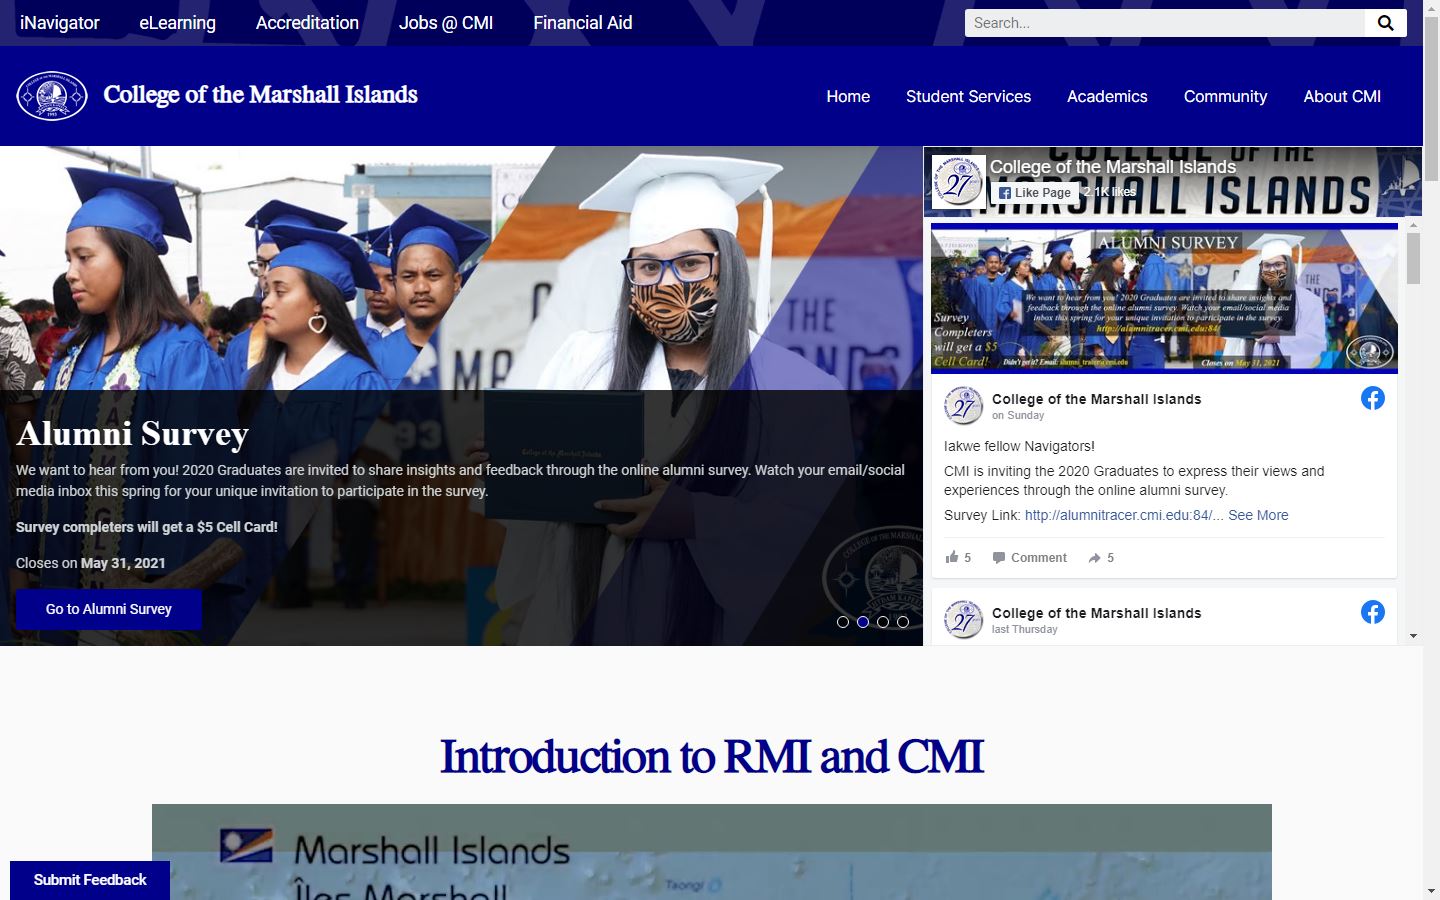 iNavigator
eLearning
Accreditation
Jobs @ CMI
Financial Aid
Search...
College of the Marshall Islands
Home
Student Services
Academics
Community
About CMI
Alumni Survey
We want to hear from you! 2020 Graduates are invited to share insights and feedback through the online alumni survey. Watch your email/social
media inbox this spring for your unique invitation to participate in the survey.
Survey completers will get a $5 Cell Card!
Closes on May 31, 2021
Go to Alumni Survey
College of the Marshall Islands
Like Page
2.1K likes
MARSHALL ISLANDS
ALUMNI SURVEY
We want to hear from you! 2020 Graduates are invited to share insights and
feedback through the online alumni survey. Watch your email/social media
inbox this spring for your unique invitation to participate in the survey.
http://alumnitracer.cmi.edu:84/
Survey
Completers
will get a $5
Cell Card!
Closes on May 31, 2021
College of the Marshall Islands
on Sunday
Iakwe fellow Navigators!
CMI is inviting the 2020 Graduates to express their views and
experiences through the online alumni survey.
Survey Link: http://alumnitracer.cmi.edu:84/... See More
5
Comment
5
College of the Marshall Islands
last Thursday
Introduction to RMI and CMI
Marshall Islands
Îles Marshall
Taongi
Submit Feedback